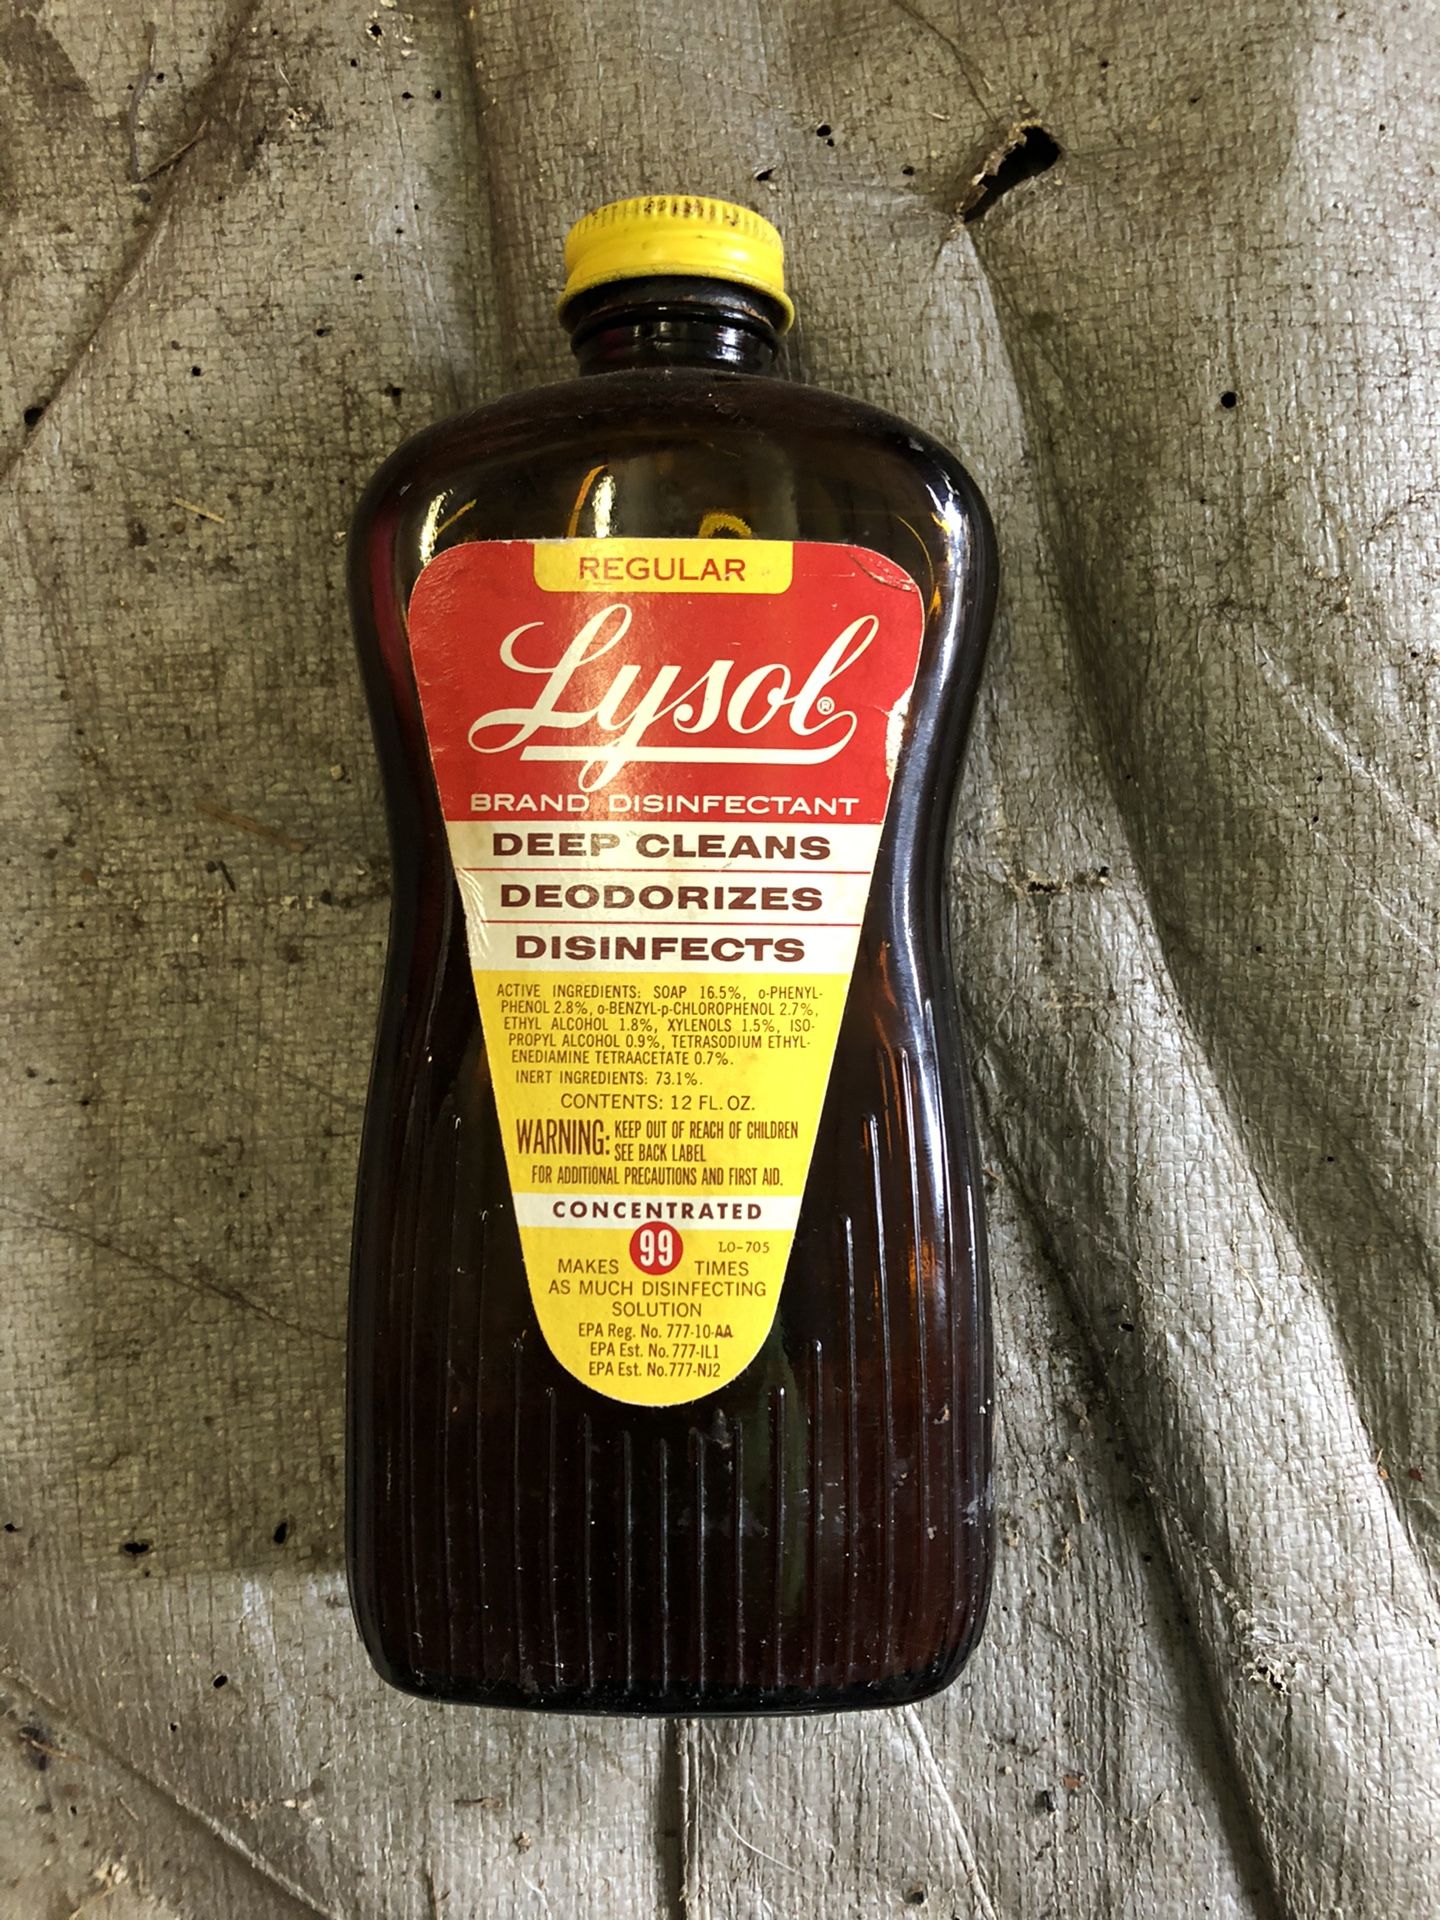 REGULAR
Lysol®
BRAND DISINFECTANT
DEEP CLEANS
DEODORIZES
DISINFECTS
ACTIVE INGREDIENTS: SOAP 16.5%, o-PHENYL-
PHENOL 2.8%, o-BENZYL-p-CHLOROPHENOL 2.7%,
ETHYL ALCOHOL 1.8%, XYLENOLS 1.5%, ISO-
PROPYL ALCOHOL 0.9%, TETRASODIUM ETHYL-
ENEDIAMINE TETRAACETATE 0.7%.
INERT INGREDIENTS: 73.1%.
CONTENTS: 12 FL. OZ.
WARNING: KEEP OUT OF REACH OF CHILDREN
SEE BACK LABEL
FOR ADDITIONAL PRECAUTIONS AND FIRST AID.
CONCENTRATED
LO-705
MAKES 99 TIMES
AS MUCH DISINFECTING
SOLUTION
EPA Reg. No. 777-10-AA
EPA Est. No. 777-IL1
EPA Est. No. 777-NJ2